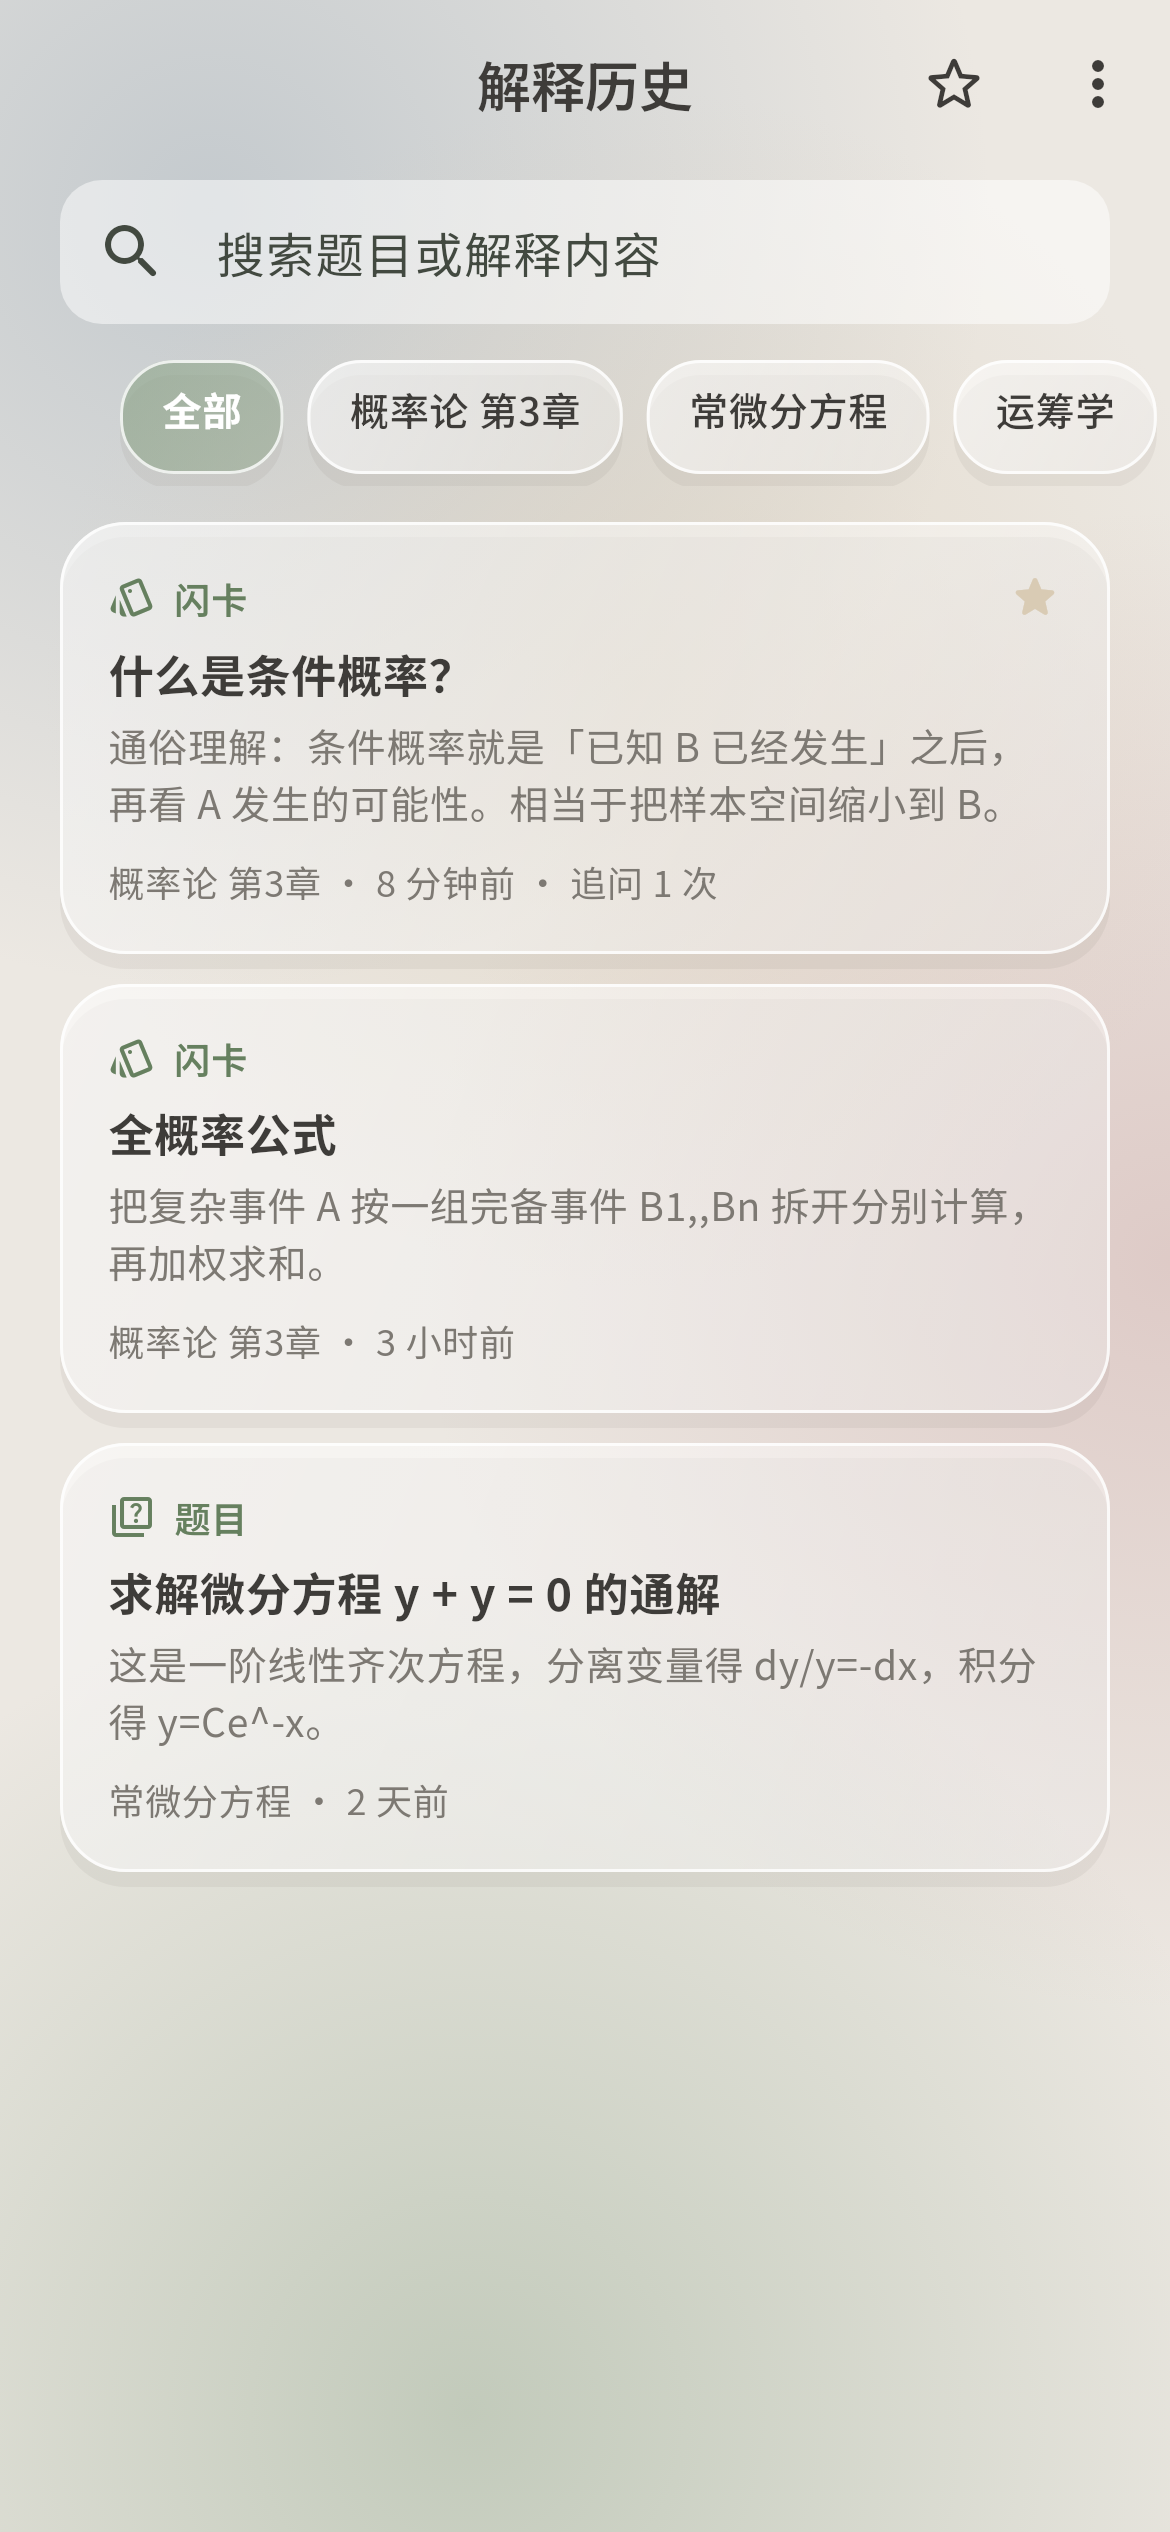 解释历史
搜索题目或解释内容
全部
概率论 第3章
常微分方程
运筹学
闪卡
什么是条件概率？
通俗理解：条件概率就是「已知 B 已经发生」之后，
再看 A 发生的可能性。相当于把样本空间缩小到 B。
概率论 第3章 · 8 分钟前 · 追问 1 次
闪卡
全概率公式
把复杂事件 A 按一组完备事件 B1,,Bn 拆开分别计算，
再加权求和。
概率论 第3章 · 3 小时前
题目
求解微分方程 y + y = 0 的通解
这是一阶线性齐次方程，分离变量得 dy/y=-dx，积分
得 y=Ce^-x。
常微分方程 · 2 天前